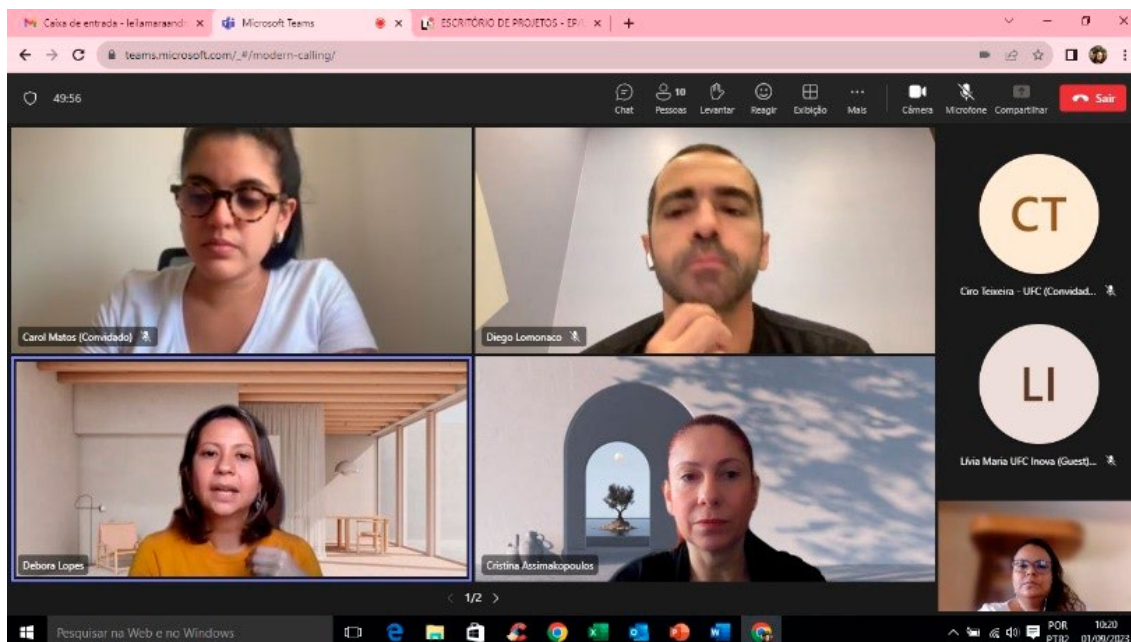 Caixa de entrada - leilamaraandr
Microsoft Teams
ESCRITÓRIO DE PROJETOS - EP/
teams.microsoft.com/_#/modern-calling/
49:56
Chat
10
Pessoas
Levantar
Reagir
Exibição
Mais
Câmera
Microfone
Compartilhar
Sair
CT
Ciro Teixeira - UFC (Convidad...
Carol Matos (Convidado)
Diego Lomonaco
LI
Lívia Maria UFC Inova (Guest)...
Debora Lopes
Cristina Assimakopoulos
1/2
Pesquisar na Web e no Windows
POR
PTB2
10:20
01/09/2023